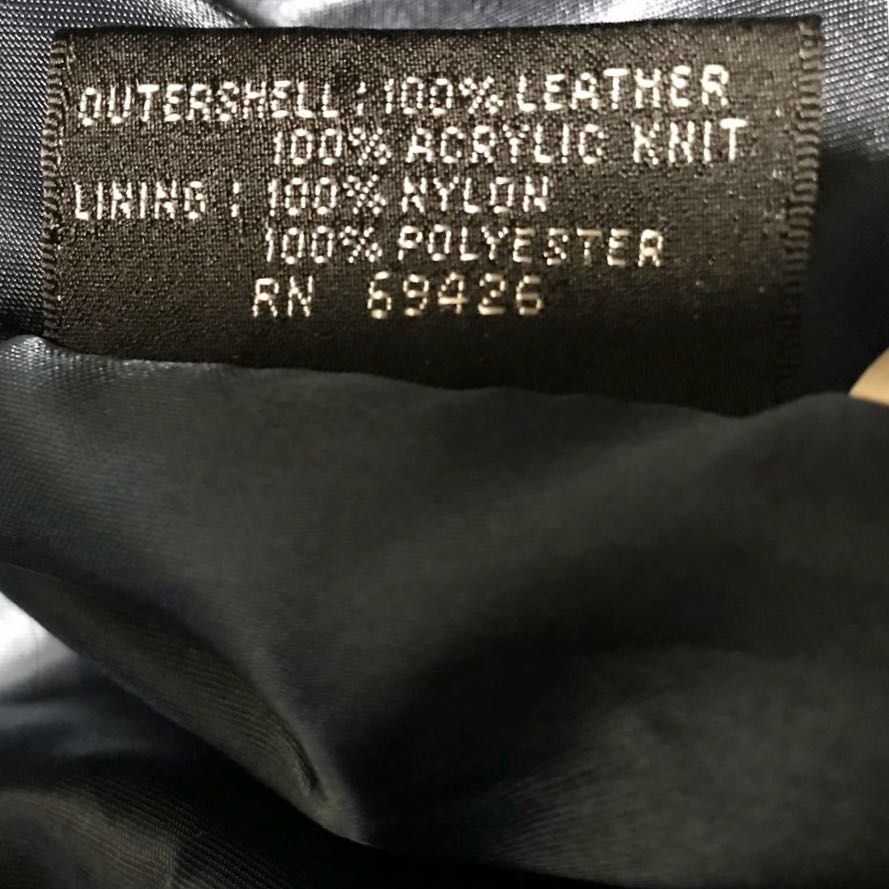 OUTERSHELL : 100% LEATHER
100% ACRYLIC KNIT
LINING : 100% NYLON
100% POLYESTER
RN 69426